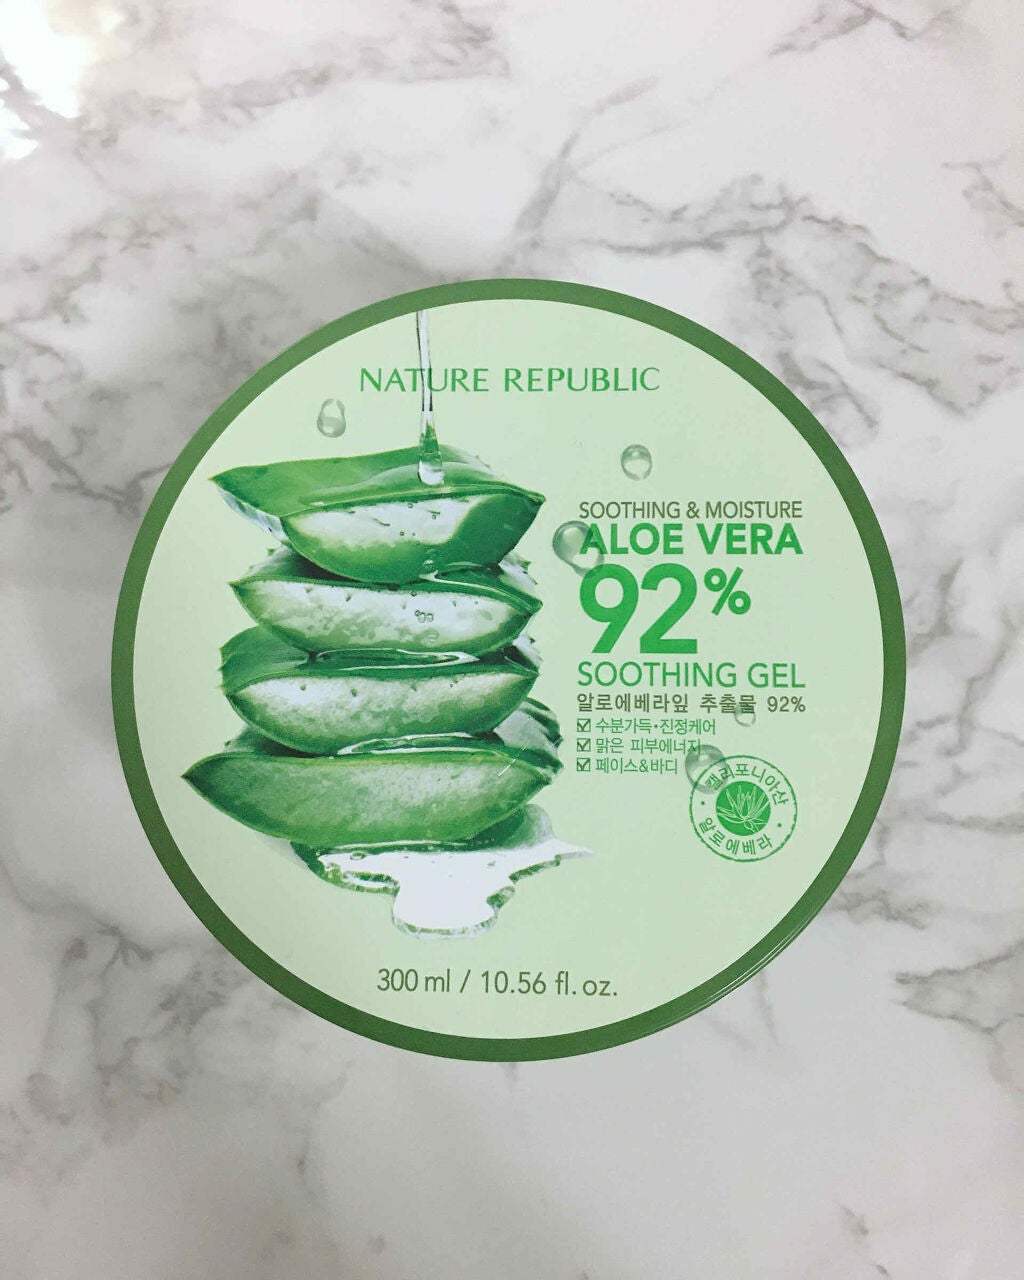 NATURE REPUBLIC
SOOTHING & MOISTURE
ALOE VERA
92%
SOOTHING GEL
알로에베라잎 추출물 92%
☑ 수분가득·진정케어
☑ 맑은 피부에너지
☑ 페이스&바디
캘리포니아산
알로에베라
300 ml / 10.56 fl. oz.